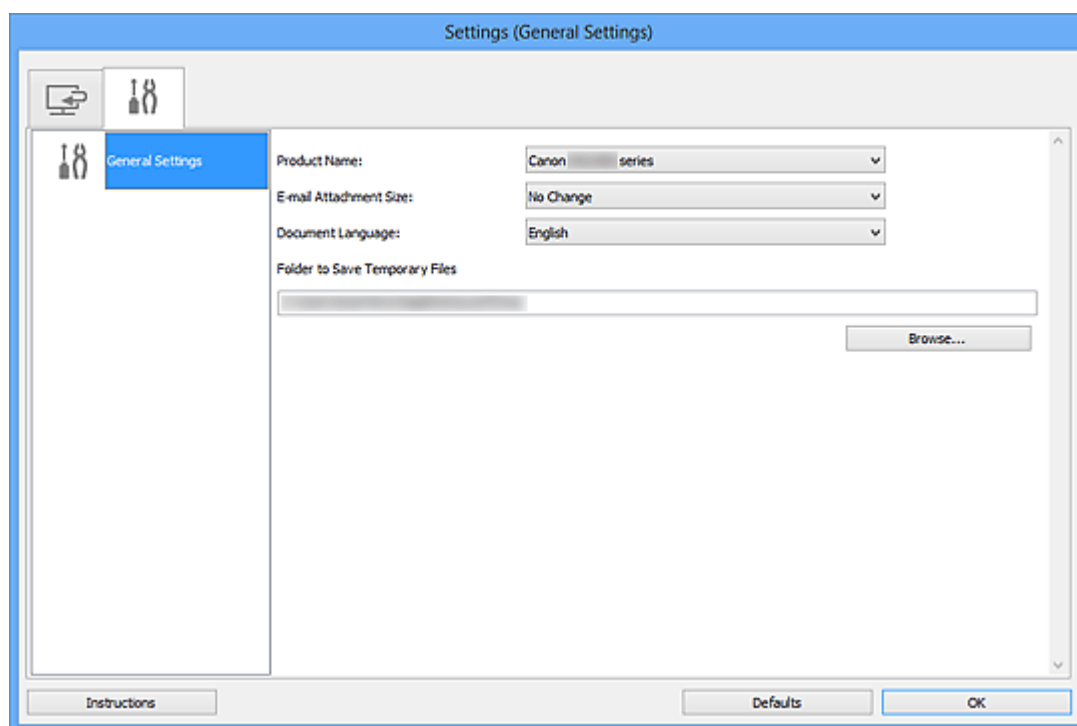 Settings (General Settings)
General Settings
Product Name:
Canon series
E-mail Attachment Size:
No Change
Document Language:
English
Folder to Save Temporary Files
Browse...
Instructions
Defaults
OK